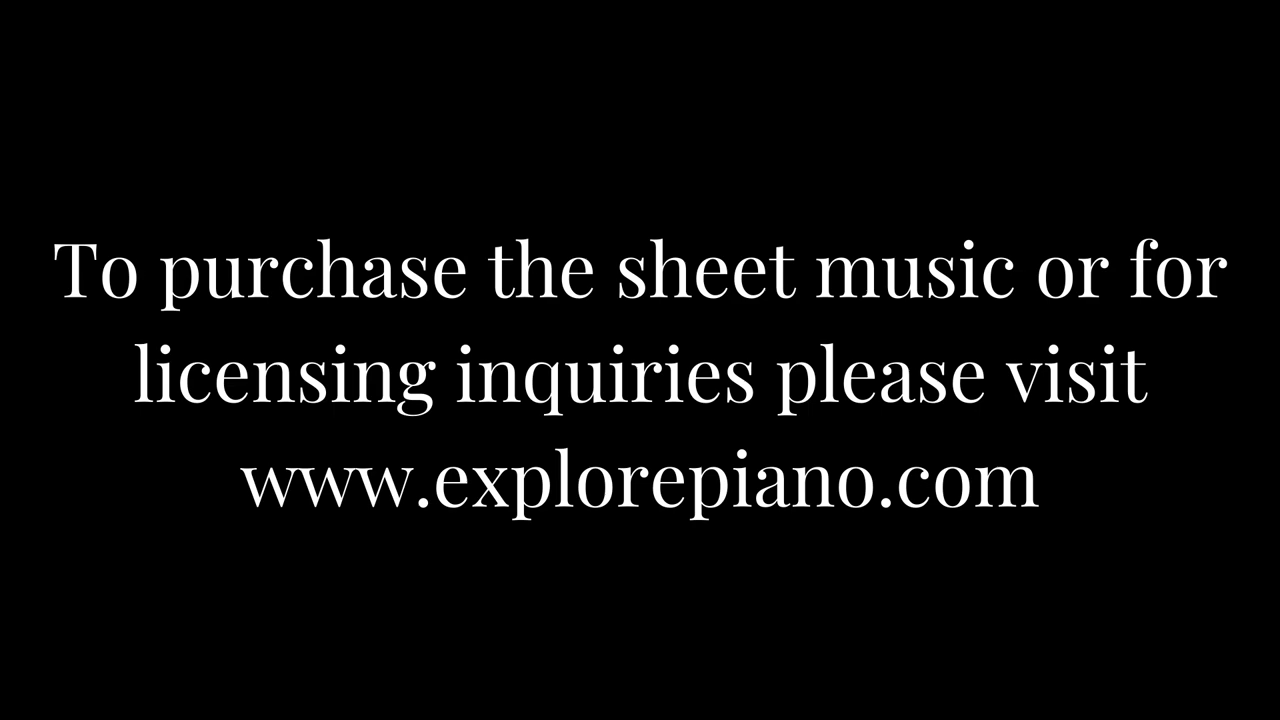 To purchase the sheet music or for
licensing inquiries please visit
www.explorepiano.com